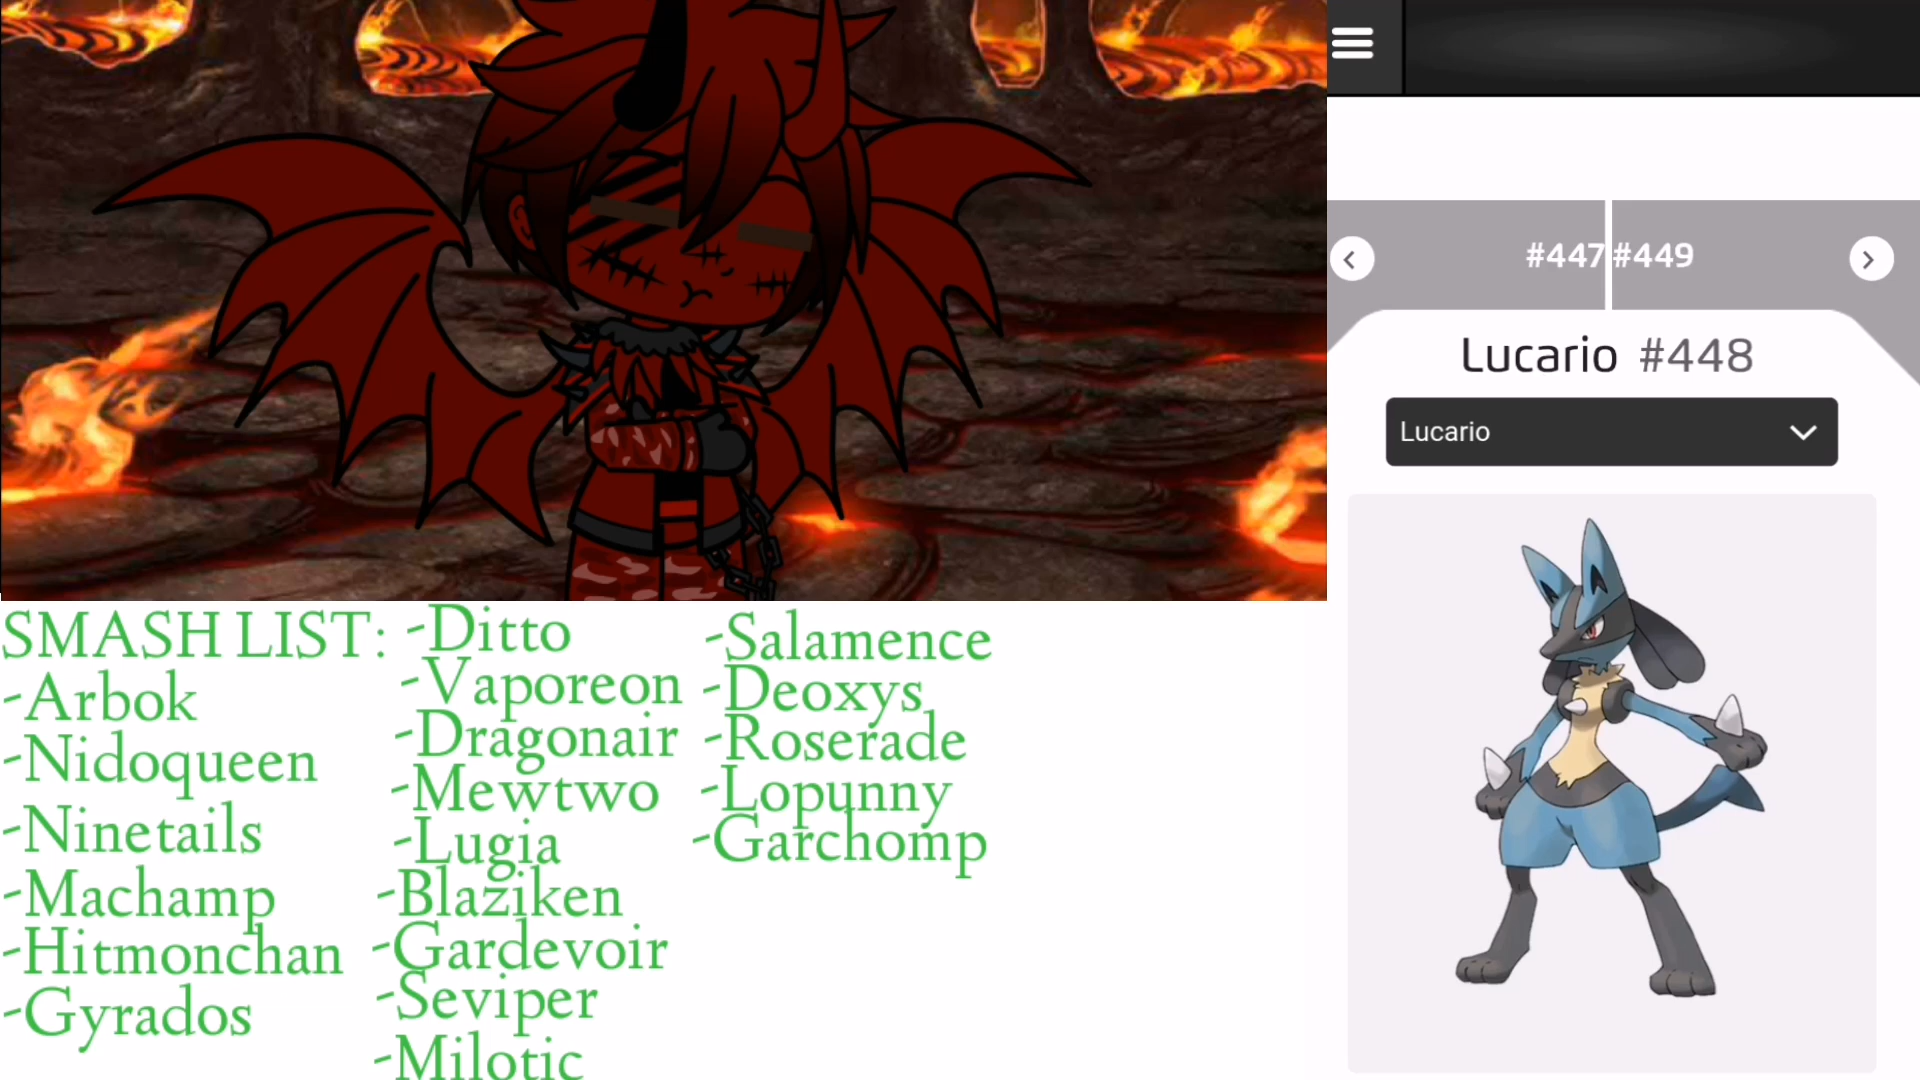 SMASH LIST:
-Arbok
-Nidoqueen
-Ninetails
-Machamp
-Hitmonchan
-Gyrados
-Ditto
-Vaporeon
-Dragonair
-Mewtwo
-Lugia
-Blaziken
-Gardevoir
-Seviper
-Milotic
-Salamence
-Deoxys
-Roserade
-Lopunny
-Garchomp
#447 #449
Lucario #448
Lucario